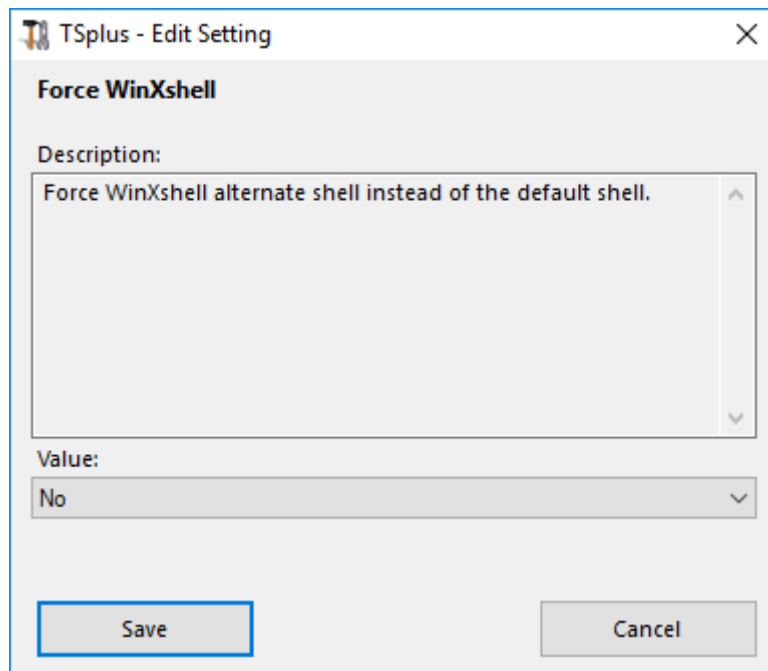 TSplus - Edit Setting
Force WinXshell
Description:
Force WinXshell alternate shell instead of the default shell.
Value:
No
Save
Cancel